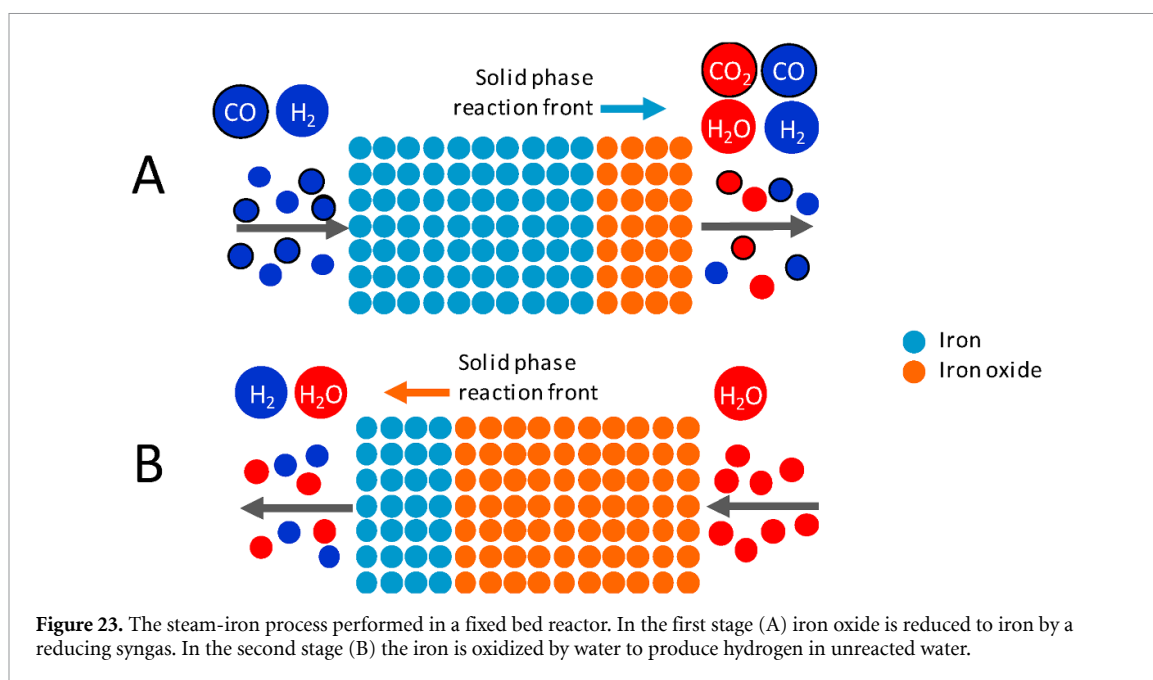 Solid phase
reaction front
CO H₂
CO₂ CO
H₂O H₂
A
Iron
Iron oxide
Solid phase
reaction front
H₂ H₂O
H₂O
B
Figure 23. The steam-iron process performed in a fixed bed reactor. In the first stage (A) iron oxide is reduced to iron by a
reducing syngas. In the second stage (B) the iron is oxidized by water to produce hydrogen in unreacted water.